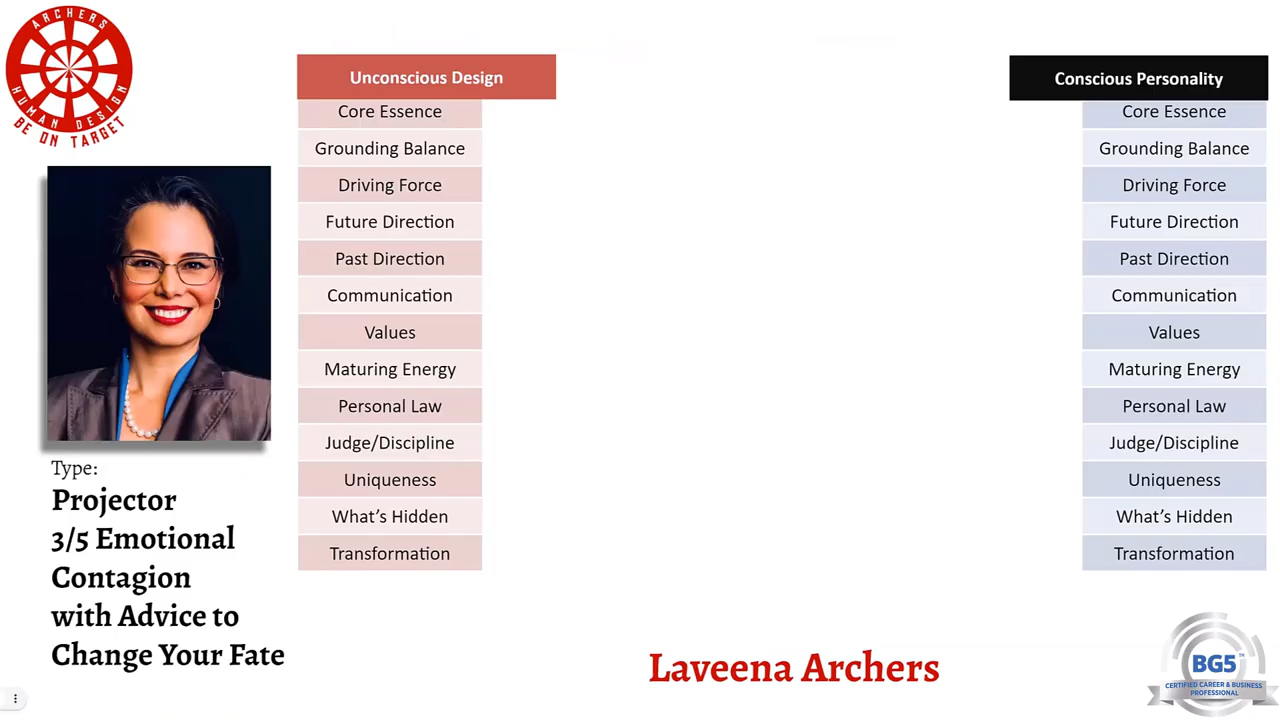 ARCHERS
HUMAN DESIGN
BE ON TARGET
Unconscious Design
Core Essence
Grounding Balance
Driving Force
Future Direction
Past Direction
Communication
Values
Maturing Energy
Personal Law
Judge/Discipline
Uniqueness
What's Hidden
Transformation
Conscious Personality
Core Essence
Grounding Balance
Driving Force
Future Direction
Past Direction
Communication
Values
Maturing Energy
Personal Law
Judge/Discipline
Uniqueness
What's Hidden
Transformation
Type:
Projector
3/5 Emotional
Contagion
with Advice to
Change Your Fate
Laveena Archers
BG5™
CERTIFIED CAREER & BUSINESS
PROFESSIONAL